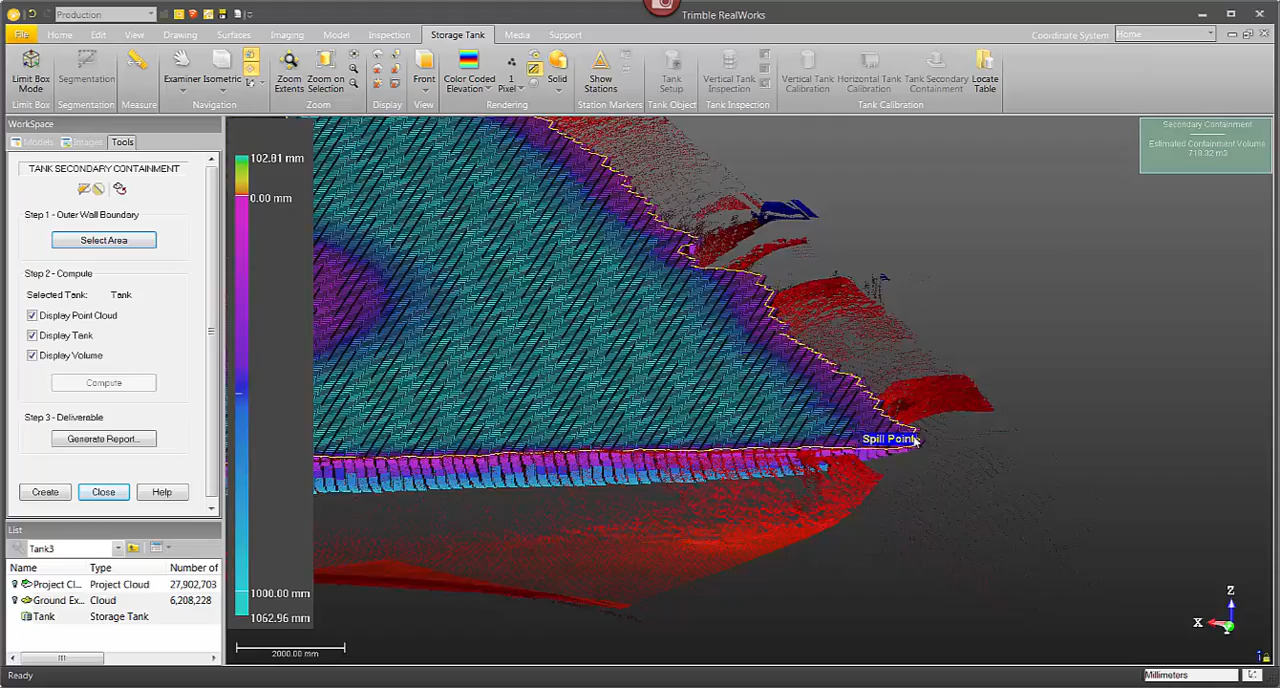 Production
Trimble RealWorks
File Home Edit View Drawing Surfaces Imaging Model Inspection Storage Tank Media Support
Coordinate System Home
Limit Box Mode
Segmentation
Measure
Examiner Isometric
Zoom Extents
Zoom on Selection
Front
Color Coded Elevation
1 Pixel
Solid
Show Stations
Tank Setup
Vertical Tank Inspection
Vertical Tank Calibration
Horizontal Tank Calibration
Tank Secondary Containment
Locate Table
Limit Box Segmentation Measure Navigation Zoom Display View Rendering Station Markers Tank Object Tank Inspection Tank Calibration
WorkSpace
Models Images Tools
TANK SECONDARY CONTAINMENT
Step 1 - Outer Wall Boundary
Select Area
Step 2 - Compute
Selected Tank: Tank
Display Point Cloud
Display Tank
Display Volume
Compute
Step 3 - Deliverable
Generate Report...
Create Close Help
List
Tank3
Name Type Number of
Project Cl... Project Cloud 27,902,703
Ground Ex... Cloud 6,208,228
Tank Storage Tank
102.81 mm
0.00 mm
1000.00 mm
1062.96 mm
2000.00 mm
Secondary Containment
Estimated Containment Volume
718.32 m3
Spill Point
Z
X
Ready
Millimeters